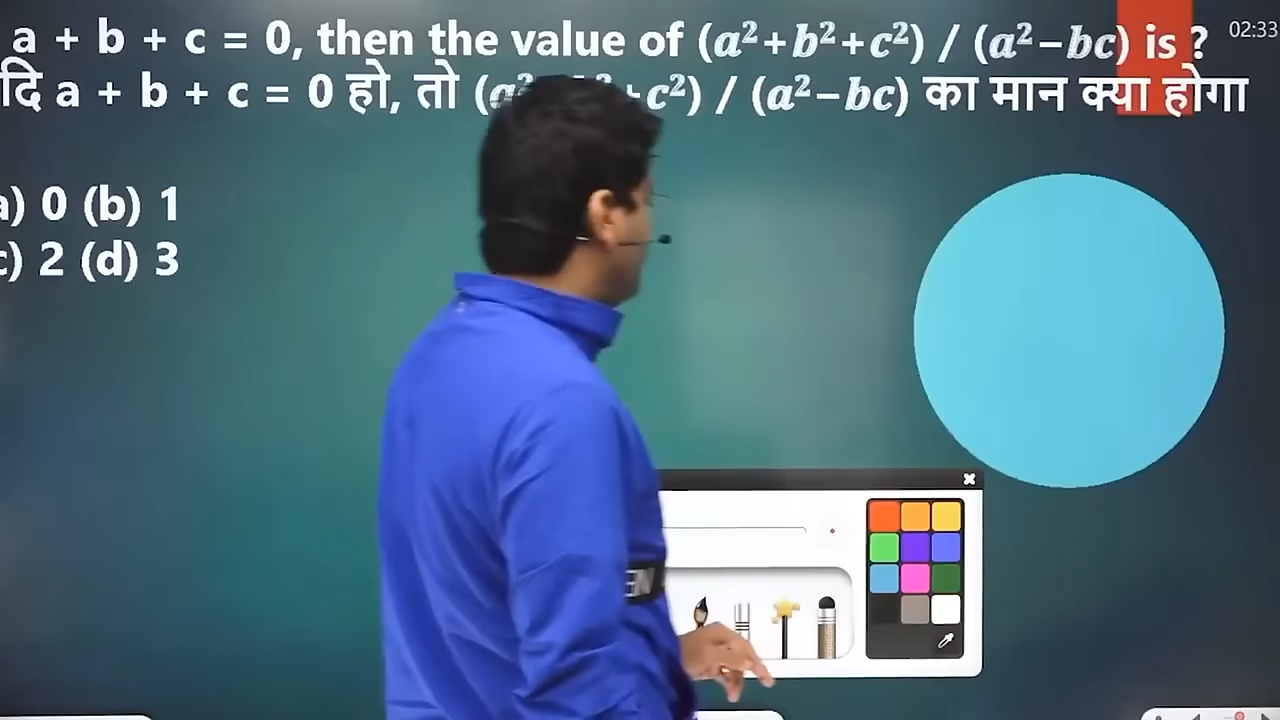 a + b + c = 0, then the value of (a²+b²+c²) / (a²−bc) is ?
02:33
दि a + b + c = 0 हो, तो (a² +c²) / (a²−bc) का मान क्या होगा
a) 0 (b) 1
c) 2 (d) 3